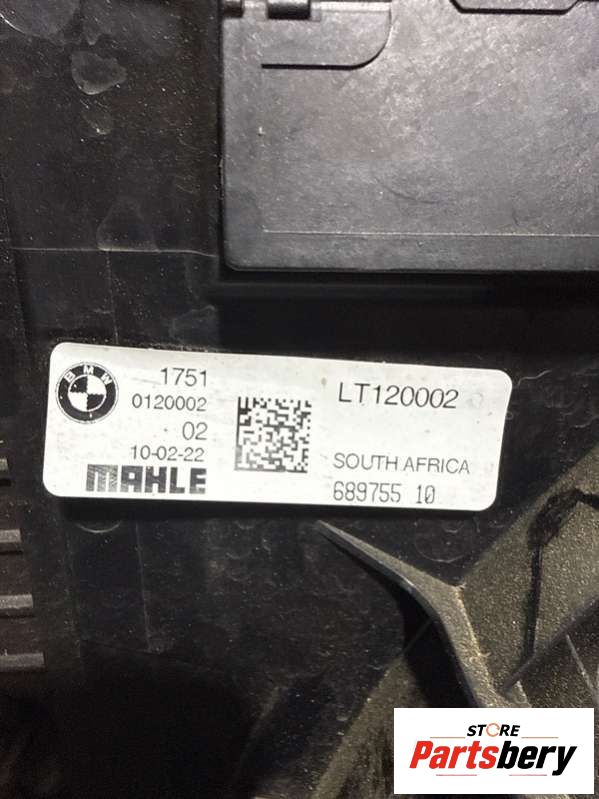 BMW
1751
0120002
02
10-02-22
MAHLE
LT120002
SOUTH AFRICA
689755 10
STORE
Partsbery